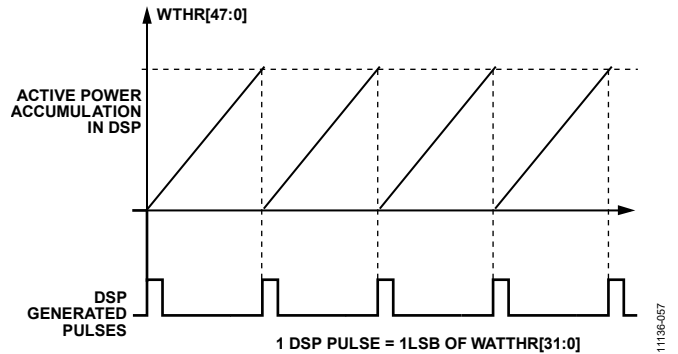 WTHR[47:0]
ACTIVE POWER
ACCUMULATION
IN DSP
DSP
GENERATED
PULSES
1 DSP PULSE = 1LSB OF WATTHR[31:0]
11136-057